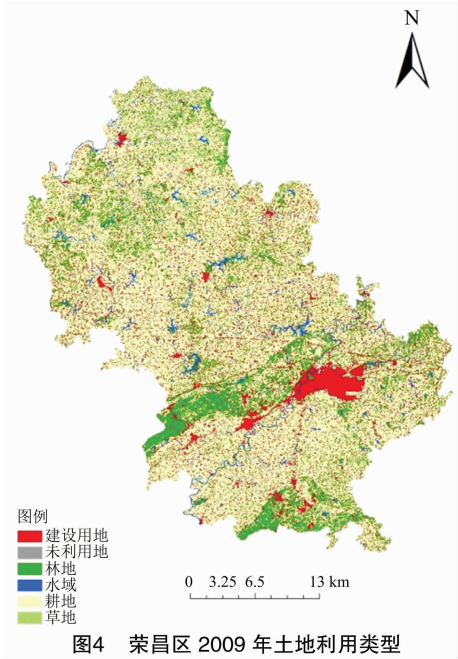 N
图例
建设用地
未利用地
林地
水域
耕地
草地
0 3.25 6.5 13 km
图4 荣昌区 2009 年土地利用类型